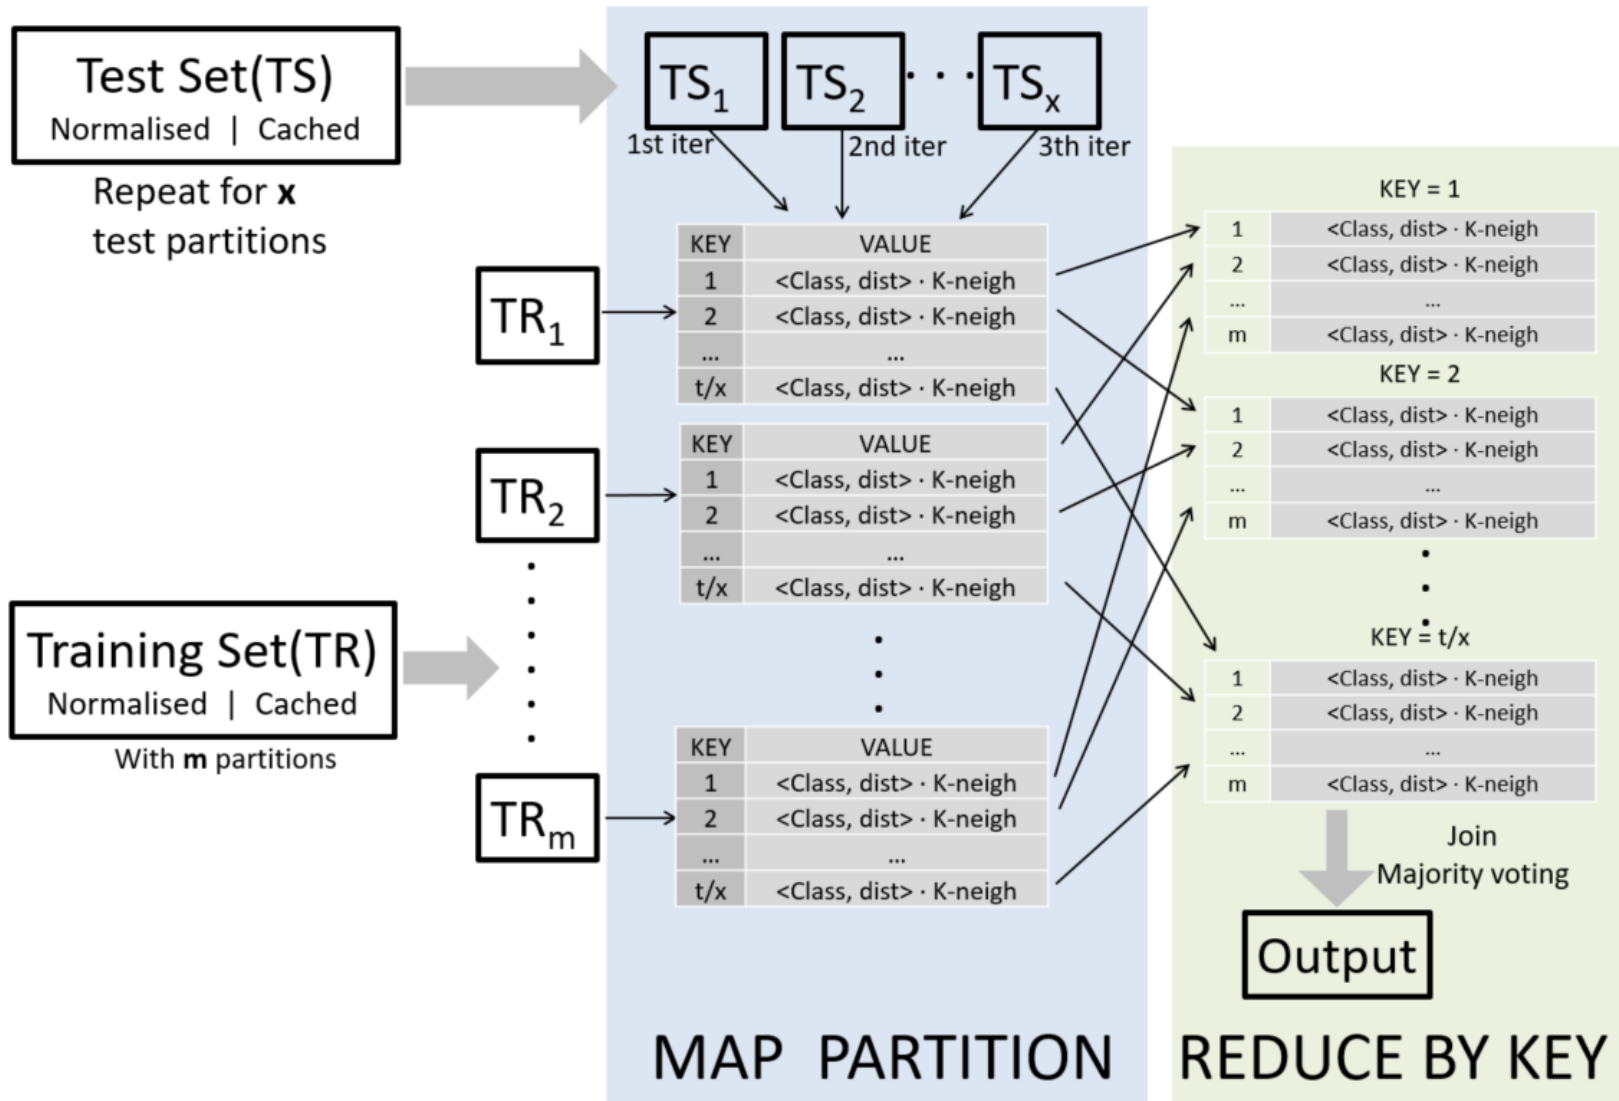 Test Set(TS)
Normalised | Cached
Repeat for x
test partitions
TS1
TS2
. . .
TSx
1st iter
2nd iter
3th iter
TR1
TR2
TRm
Training Set(TR)
Normalised | Cached
With m partitions
KEY VALUE
1 <Class, dist> · K-neigh
2 <Class, dist> · K-neigh
... ...
t/x <Class, dist> · K-neigh
KEY VALUE
1 <Class, dist> · K-neigh
2 <Class, dist> · K-neigh
... ...
t/x <Class, dist> · K-neigh
KEY VALUE
1 <Class, dist> · K-neigh
2 <Class, dist> · K-neigh
... ...
t/x <Class, dist> · K-neigh
MAP PARTITION
KEY = 1
1 <Class, dist> · K-neigh
2 <Class, dist> · K-neigh
... ...
m <Class, dist> · K-neigh
KEY = 2
1 <Class, dist> · K-neigh
2 <Class, dist> · K-neigh
... ...
m <Class, dist> · K-neigh
KEY = t/x
1 <Class, dist> · K-neigh
2 <Class, dist> · K-neigh
... ...
m <Class, dist> · K-neigh
Join
Majority voting
Output
REDUCE BY KEY